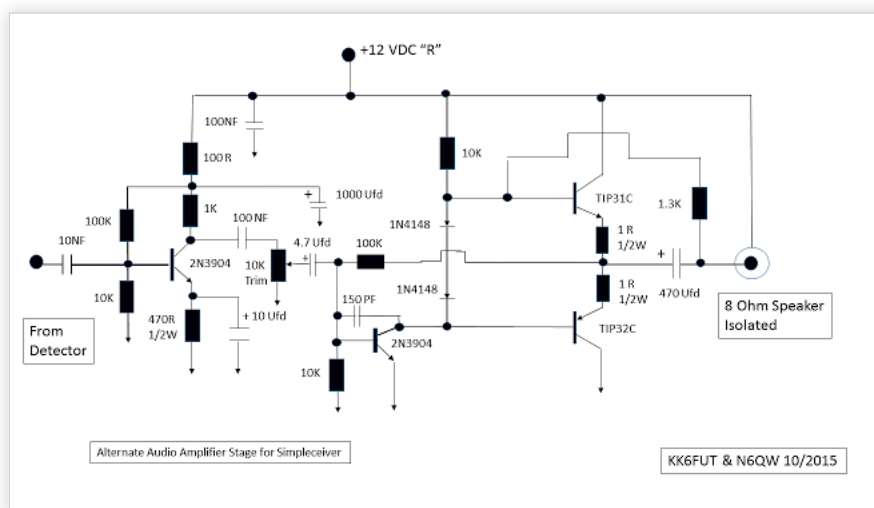 +12 VDC "R"
100NF
100 R
10K
TIP31C
1.3K
1000 Ufd
1K
100K
100 NF
1N4148
10NF
4.7 Ufd
100K
1 R
1/2W
2N3904
10K
Trim
1N4148
1 R
1/2W
470 Ufd
10K
150 PF
8 Ohm Speaker
Isolated
470R
1/2W
+ 10 Ufd
TIP32C
From
Detector
2N3904
10K
Alternate Audio Amplifier Stage for Simpleceiver
KK6FUT & N6QW 10/2015